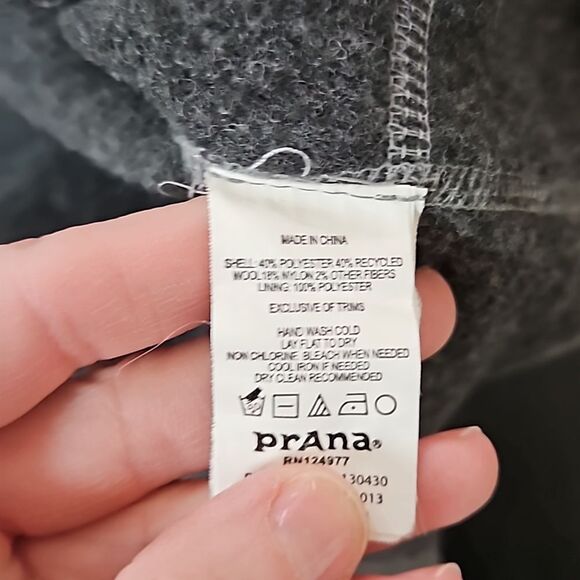 MADE IN CHINA
SHELL: 40% POLYESTER 40% RECYCLED
WOOL 18% NYLON 2% OTHER FIBERS
LINING: 100% POLYESTER
EXCLUSIVE OF TRIMS
HAND WASH COLD
LAY FLAT TO DRY
NON CHLORINE BLEACH WHEN NEEDED
COOL IRON IF NEEDED
DRY CLEAN RECOMMENDED
prAna®
RN124977
130430
013